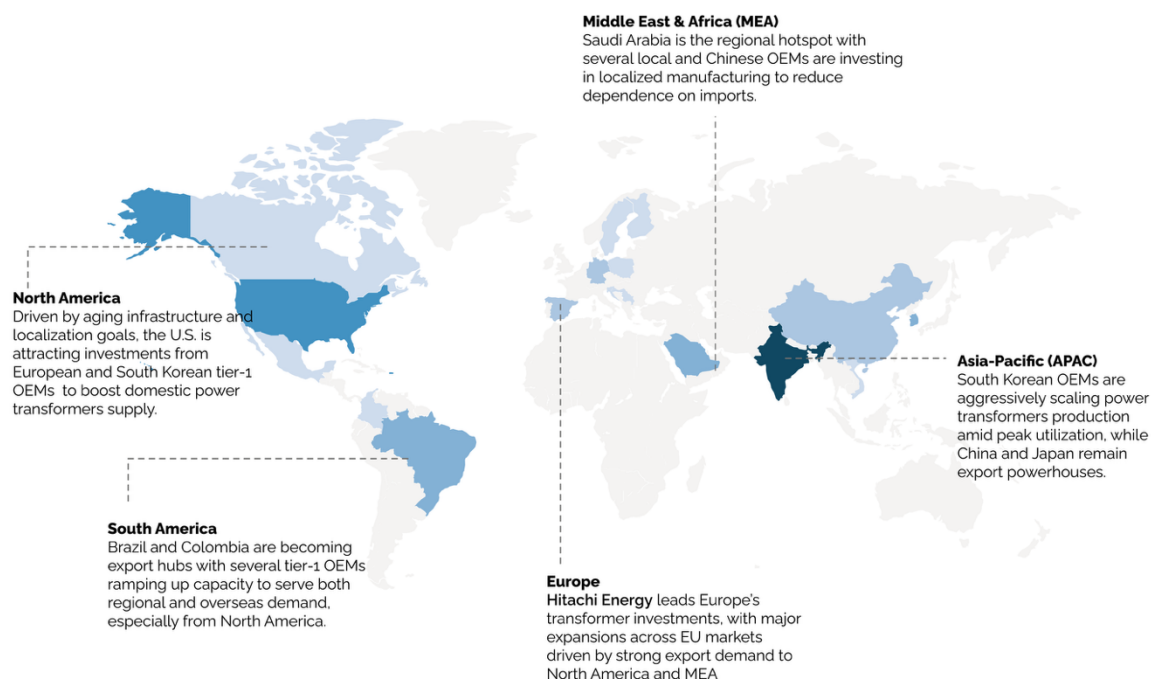 Middle East & Africa (MEA)
Saudi Arabia is the regional hotspot with
several local and Chinese OEMs are investing
in localized manufacturing to reduce
dependence on imports.
North America
Driven by aging infrastructure and
localization goals, the U.S. is
attracting investments from
European and South Korean tier-1
OEMs to boost domestic power
transformers supply.
Asia-Pacific (APAC)
South Korean OEMs are
aggressively scaling power
transformers production
amid peak utilization, while
China and Japan remain
export powerhouses.
South America
Brazil and Colombia are becoming
export hubs with several tier-1 OEMs
ramping up capacity to serve both
regional and overseas demand,
especially from North America.
Europe
Hitachi Energy leads Europe's
transformer investments, with major
expansions across EU markets
driven by strong export demand to
North America and MEA